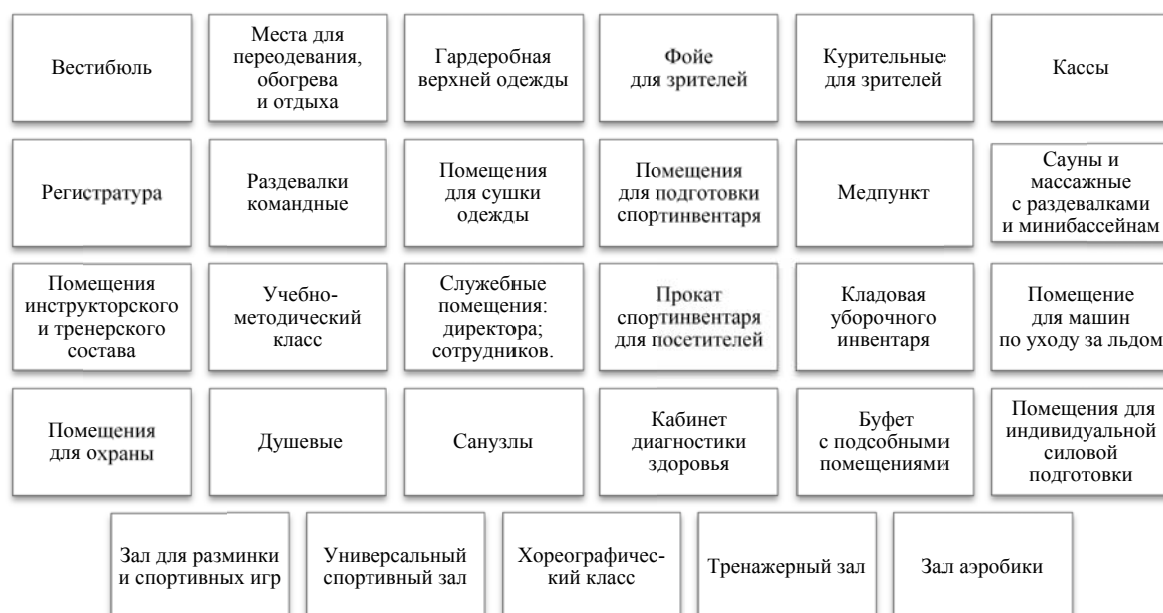 Вестибюль
Места для
переодевания,
обогрева
и отдыха
Гардеробная
верхней одежды
Фойе
для зрителей
Курительные
для зрителей
Кассы
Регистратура
Раздевалки
командные
Помещения
для сушки
одежды
Помещения
для подготовки
спортинвентаря
Медпункт
Сауны и
массажные
с раздевалками
и минибассейнам
Помещения
инструкторского
и тренерского
состава
Учебно-
методический
класс
Служебные
помещения:
директора;
сотрудников.
Прокат
спортинвентаря
для посетителей
Кладовая
уборочного
инвентаря
Помещение
для машин
по уходу за льдом
Помещения
для охраны
Душевые
Санузлы
Кабинет
диагностики
здоровья
Буфет
с подсобными
помещениями
Помещения для
индивидуальной
силовой
подготовки
Зал для разминки
и спортивных игр
Универсальный
спортивный зал
Хореографичес-
кий класс
Тренажерный зал
Зал аэробики